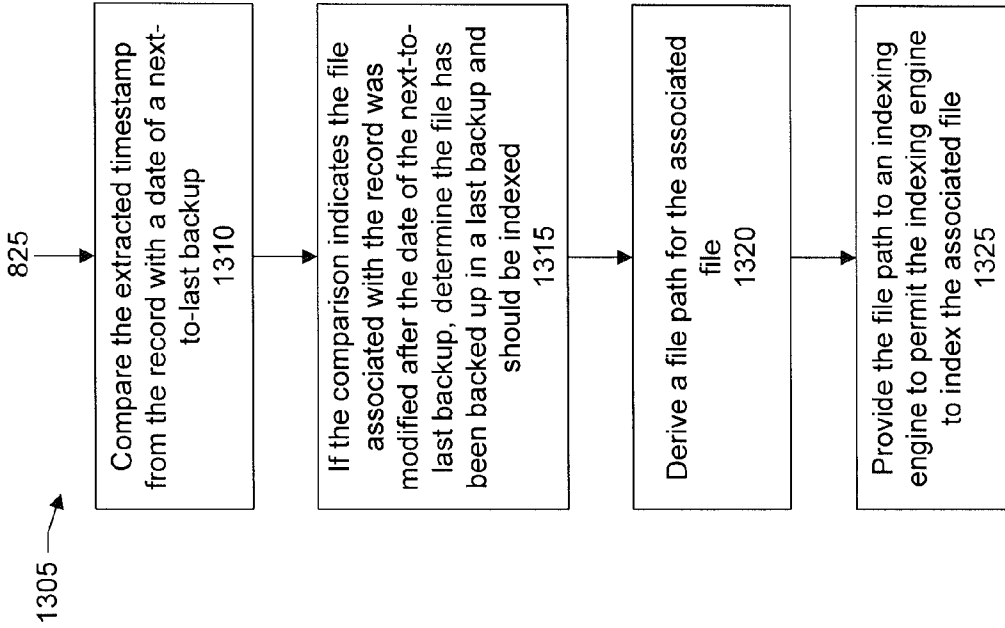 825
1305
Compare the extracted timestamp
from the record with a date of a next-
to-last backup
1310
If the comparison indicates the file
associated with the record was
modified after the date of the next-to-
last backup, determine the file has
been backed up in a last backup and
should be indexed
1315
Derive a file path for the associated
file
1320
Provide the file path to an indexing
engine to permit the indexing engine
to index the associated file
1325